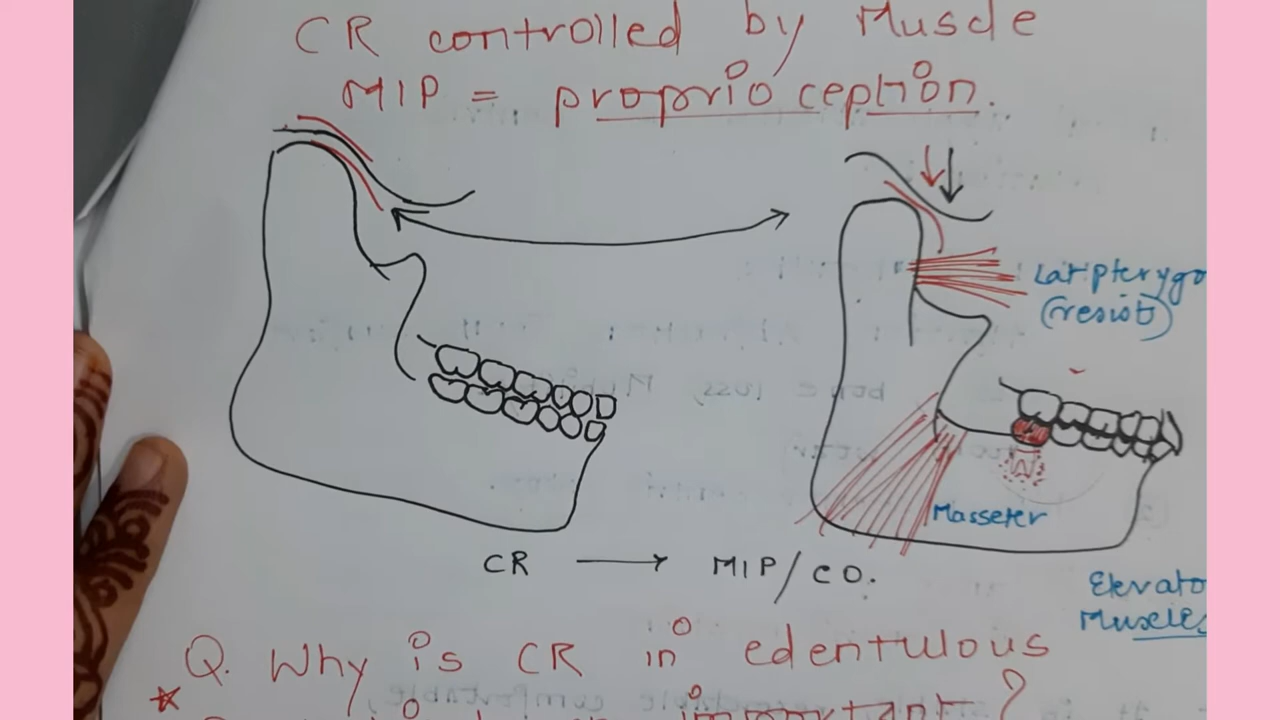 CR controlled by Muscle
MIP = proprioception.
Lat pterygo
(resist)
Masseter
CR → MIP/CO.
Elevato
Muscles
Q. Why is CR in edentulous
important?